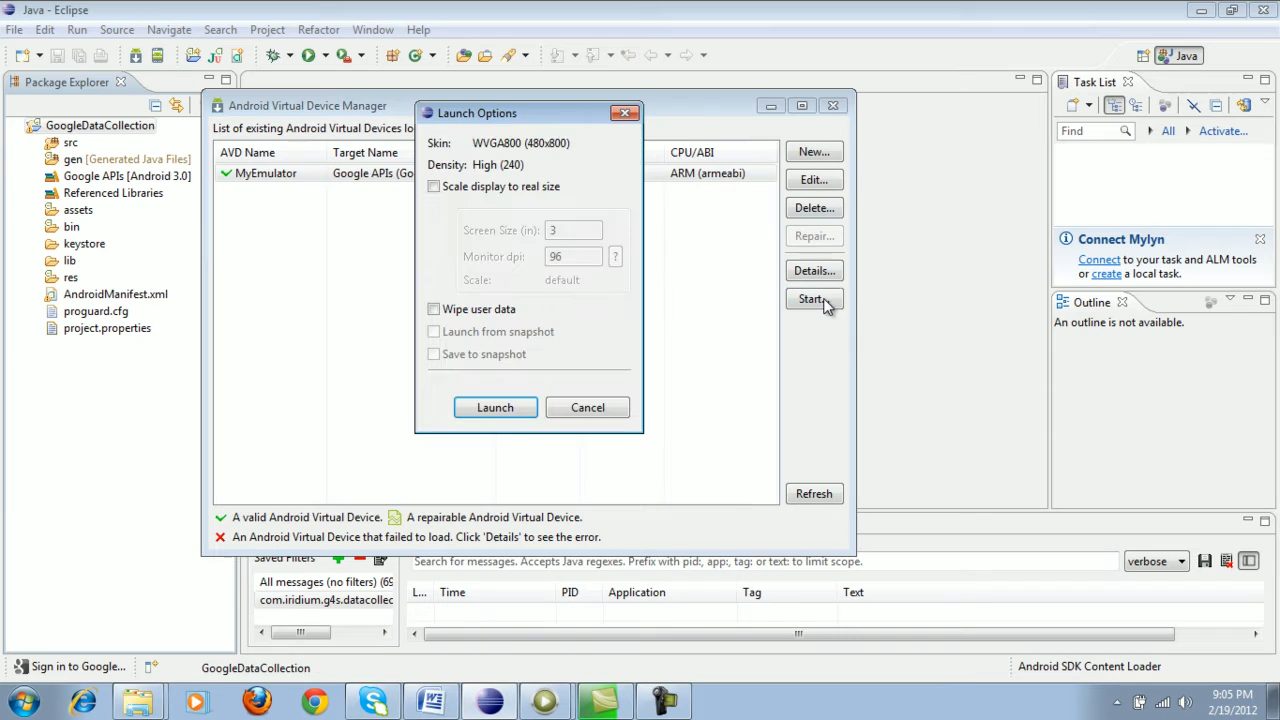 Java - Eclipse
File Edit Run Source Navigate Search Project Refactor Window Help
Java
Package Explorer
GoogleDataCollection
src
gen [Generated Java Files]
Google APIs [Android 3.0]
Referenced Libraries
assets
bin
keystore
lib
res
AndroidManifest.xml
proguard.cfg
project.properties
Android Virtual Device Manager
List of existing Android Virtual Devices lo
AVD Name Target Name CPU/ABI
MyEmulator Google APIs (Go ARM (armeabi)
New...
Edit...
Delete...
Repair...
Details...
Start...
Refresh
A valid Android Virtual Device. A repairable Android Virtual Device.
An Android Virtual Device that failed to load. Click 'Details' to see the error.
Launch Options
Skin: WVGA800 (480x800)
Density: High (240)
Scale display to real size
Screen Size (in): 3
Monitor dpi: 96 ?
Scale: default
Wipe user data
Launch from snapshot
Save to snapshot
Launch Cancel
Task List
Find All Activate...
Connect Mylyn
Connect to your task and ALM tools
or create a local task.
Outline
An outline is not available.
Saved Filters
Search for messages. Accepts Java regexes. Prefix with pid:, app:, tag: or text: to limit scope.
verbose
All messages (no filters) (69
com.iridium.g4s.datacollec
L... Time PID Application Tag Text
Sign in to Google... GoogleDataCollection Android SDK Content Loader
9:05 PM
2/19/2012